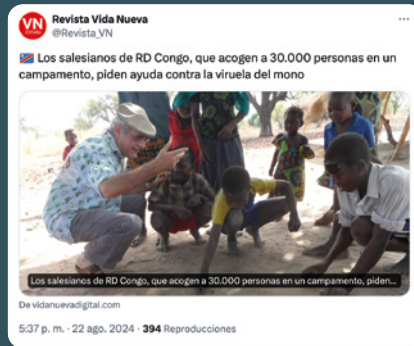 VN
Revista Vida Nueva
@Revista_VN
🇨🇩 Los salesianos de RD Congo, que acogen a 30.000 personas en un
campamento, piden ayuda contra la viruela del mono
Los salesianos de RD Congo, que acogen a 30.000 personas en un campamento, piden...
De vidanuevadigital.com
5:37 p. m. · 22 ago. 2024 · 394 Reproducciones